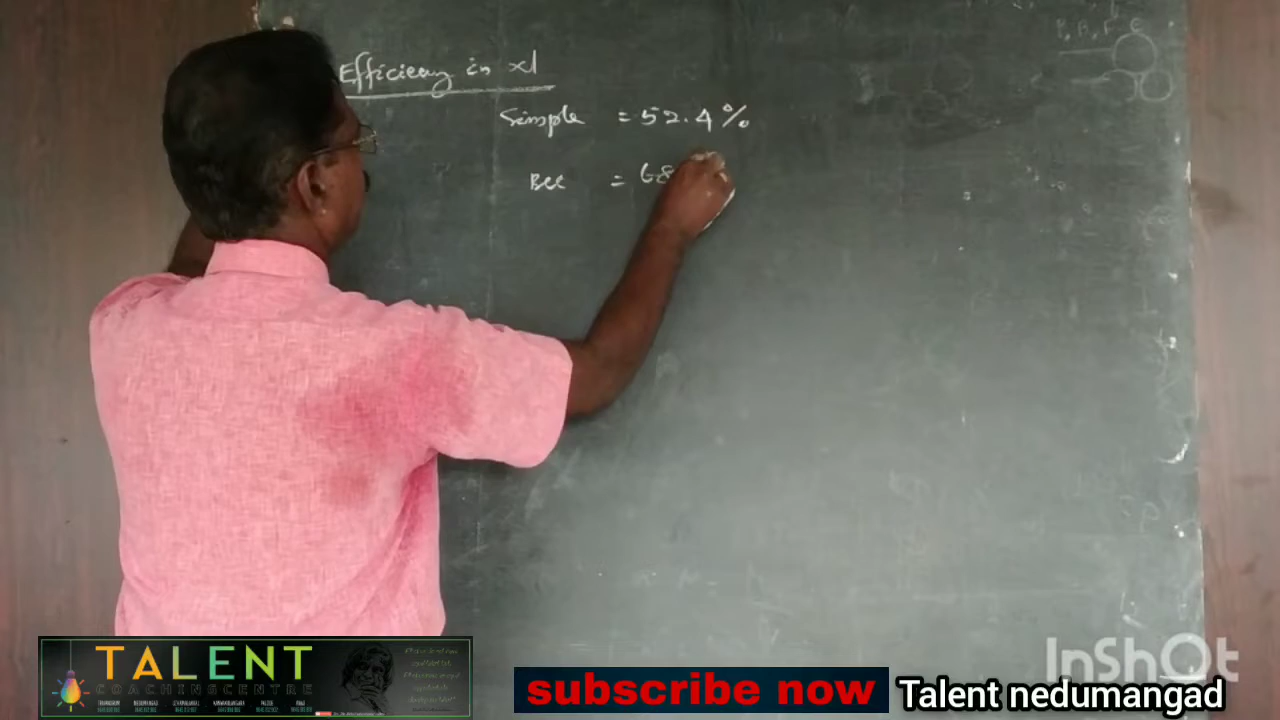 P, B, F - E
Efficiency in xl
Simple = 52.4%
Bcc = 68
TALENT
COACHING CENTRE
subscribe now
Talent nedumangad
InShOt